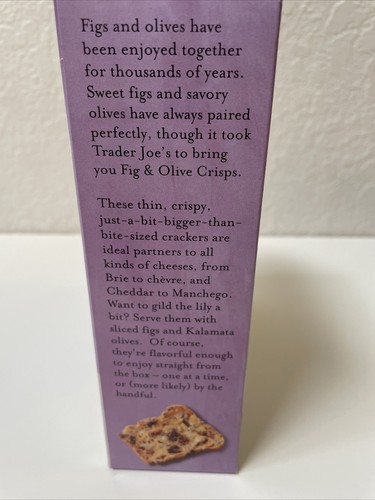 Figs and olives have
been enjoyed together
for thousands of years.
Sweet figs and savory
olives have always paired
perfectly, though it took
Trader Joe's to bring
you Fig & Olive Crisps.
These thin, crispy,
just-a-bit-bigger-than-
bite-sized crackers are
ideal partners to all
kinds of cheeses, from
Brie to chèvre, and
Cheddar to Manchego.
Want to gild the lily a
bit? Serve them with
sliced figs and Kalamata
olives. Of course,
they're flavorful enough
to enjoy straight from
the box – one at a time,
or (more likely) by the
handful.